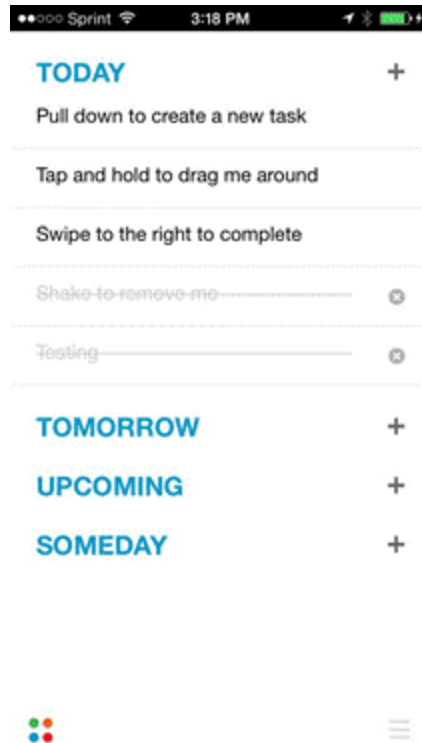 Sprint 3:18 PM
TODAY +
Pull down to create a new task
Tap and hold to drag me around
Swipe to the right to complete
Shake to remove me
Testing
TOMORROW +
UPCOMING +
SOMEDAY +